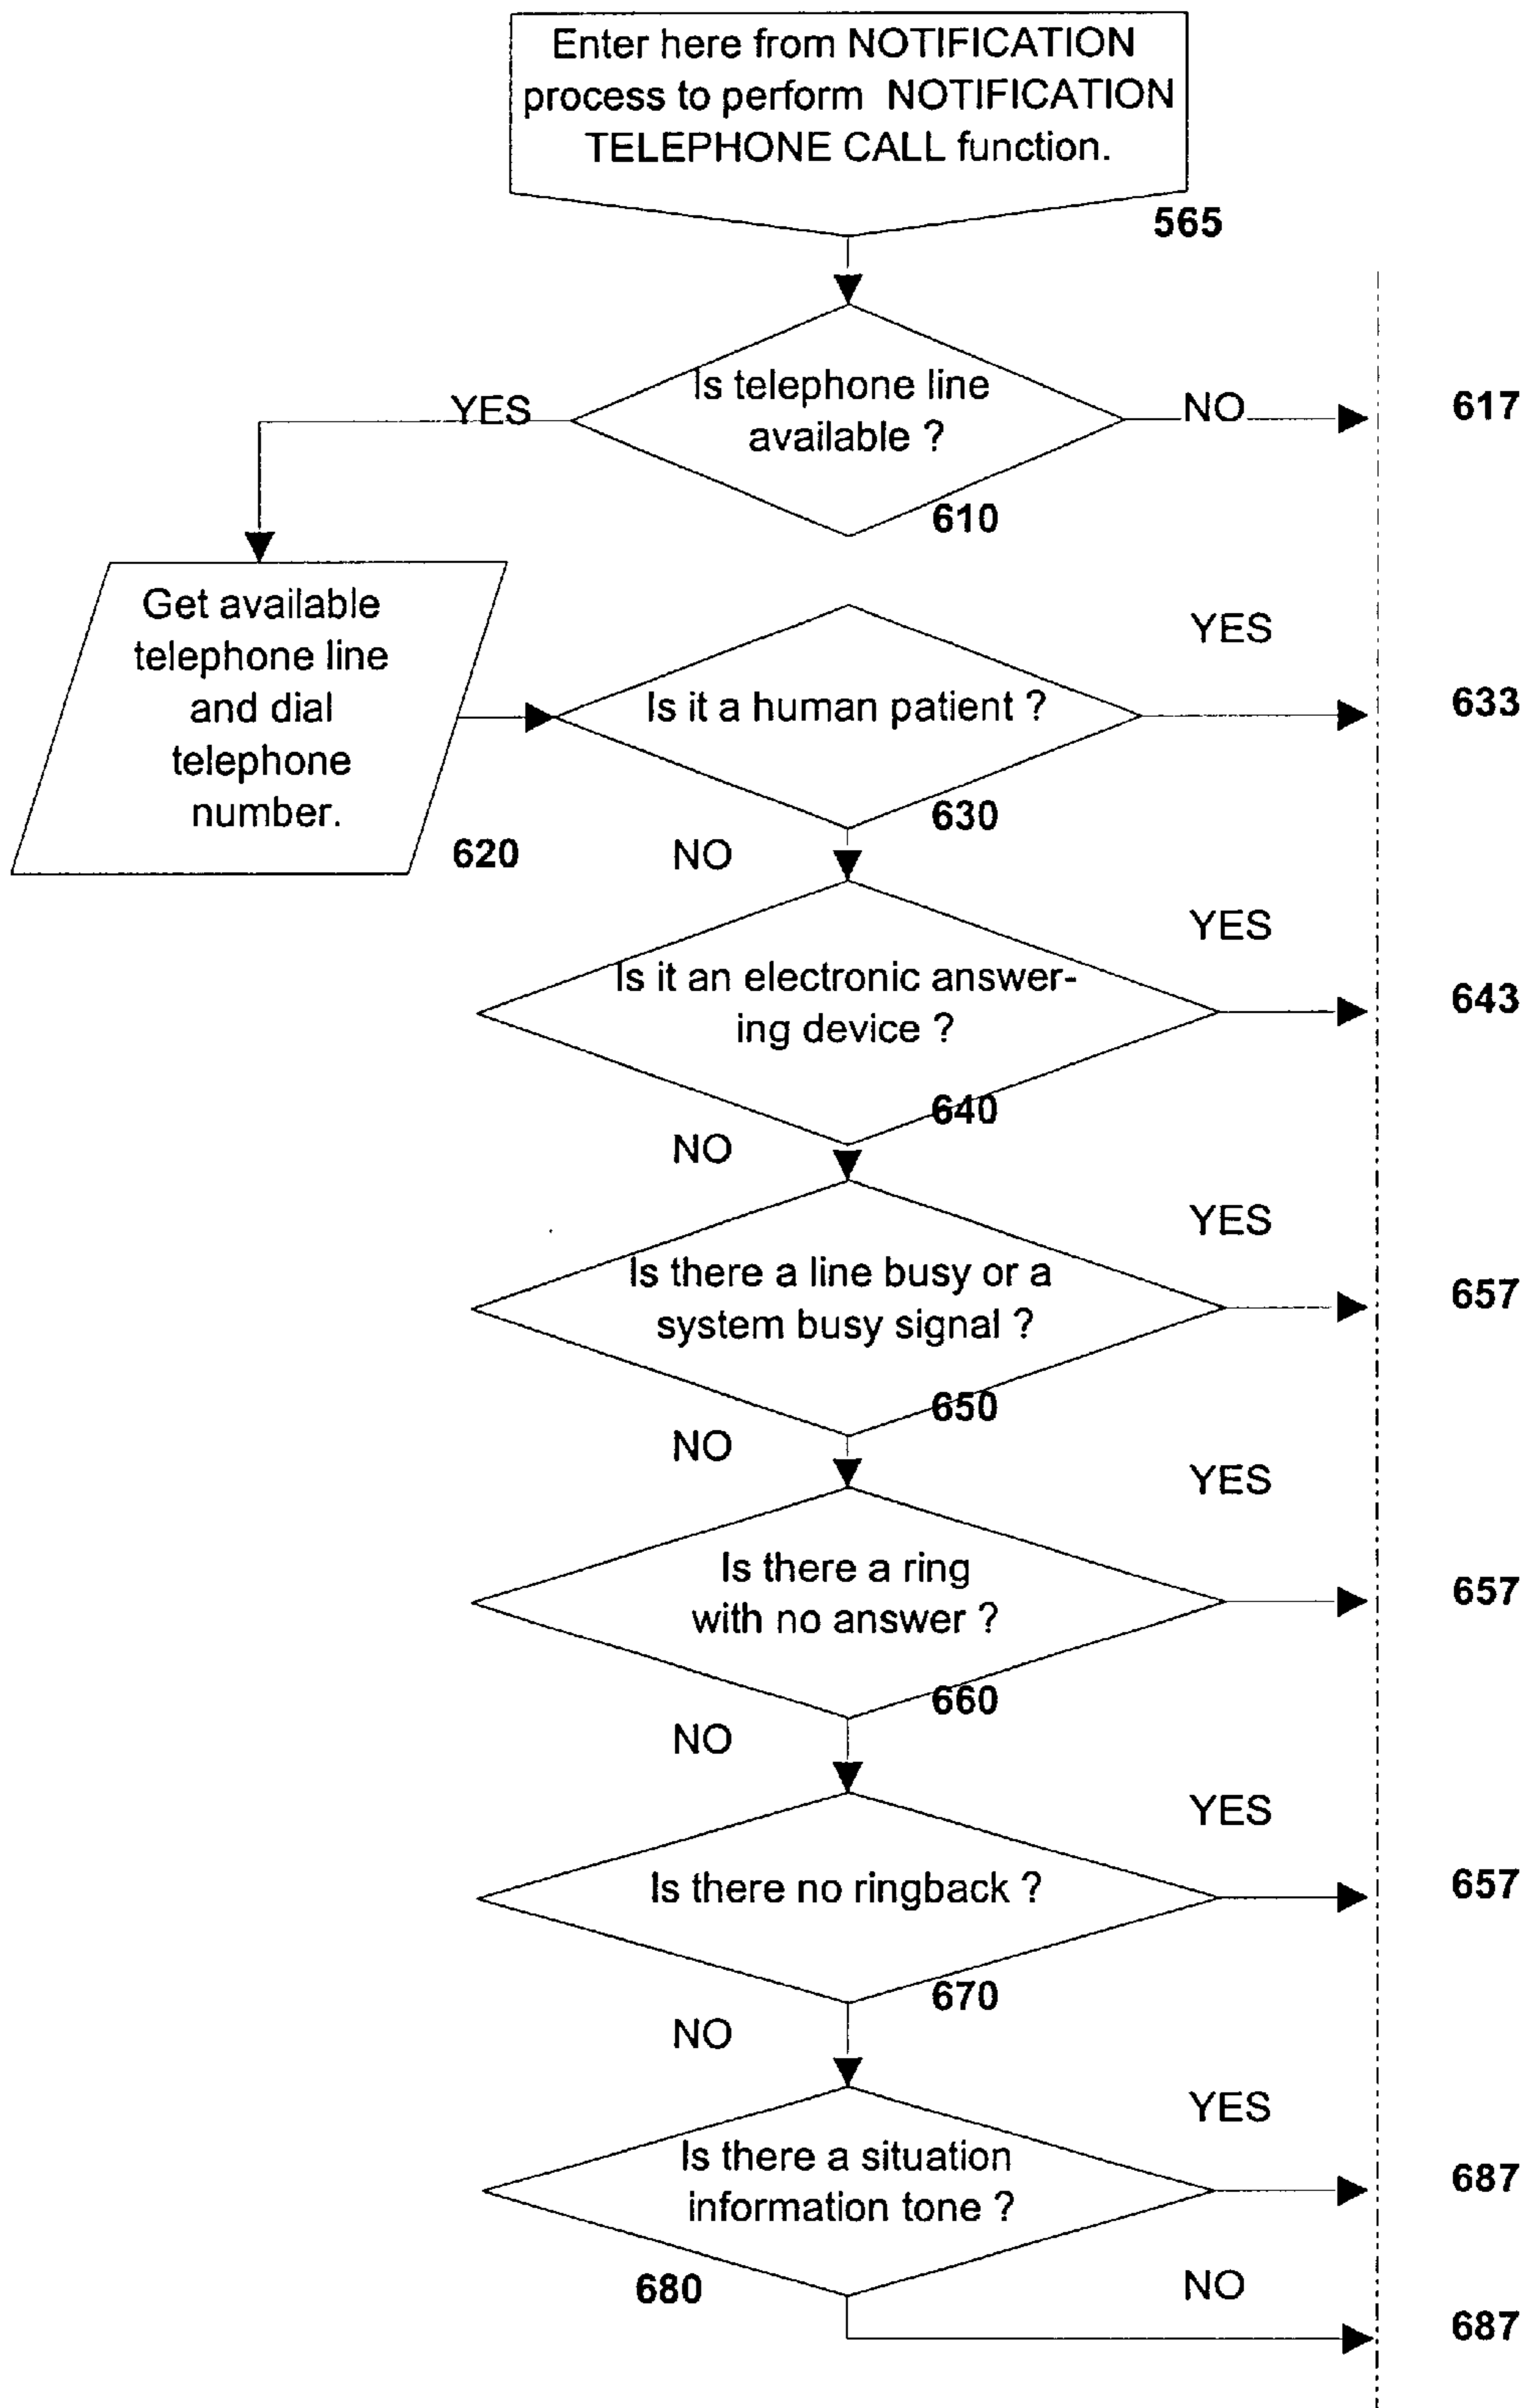 Enter here from NOTIFICATION
process to perform NOTIFICATION
TELEPHONE CALL function.
565
Is telephone line
available ?
YES
NO
617
610
Get available
telephone line
and dial
telephone
number.
620
Is it a human patient ?
YES
633
630
NO
Is it an electronic answer-
ing device ?
YES
643
640
NO
Is there a line busy or a
system busy signal ?
YES
657
650
NO
Is there a ring
with no answer ?
YES
657
660
NO
Is there no ringback ?
YES
657
670
NO
Is there a situation
information tone ?
YES
687
680
NO
687